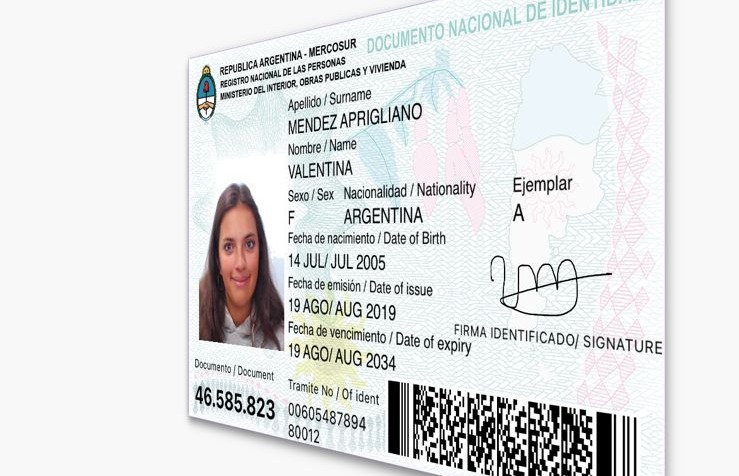 DOCUMENTO NACIONAL DE IDENTIDAD
REPUBLICA ARGENTINA - MERCOSUR
REGISTRO NACIONAL DE LAS PERSONAS
MINISTERIO DEL INTERIOR, OBRAS PUBLICAS Y VIVIENDA
Apellido / Surname
MENDEZ APRIGLIANO
Nombre / Name
VALENTINA
Sexo / Sex Nacionalidad / Nationality
F ARGENTINA
Ejemplar
A
Fecha de nacimiento / Date of Birth
14 JUL/ JUL 2005
Fecha de emisión / Date of issue
19 AGO/ AUG 2019
Fecha de vencimiento / Date of expiry
19 AGO/ AUG 2034
FIRMA IDENTIFICADO/ SIGNATURE
Documento / Document
46.585.823
Tramite No / Of ident
00605487894
80012